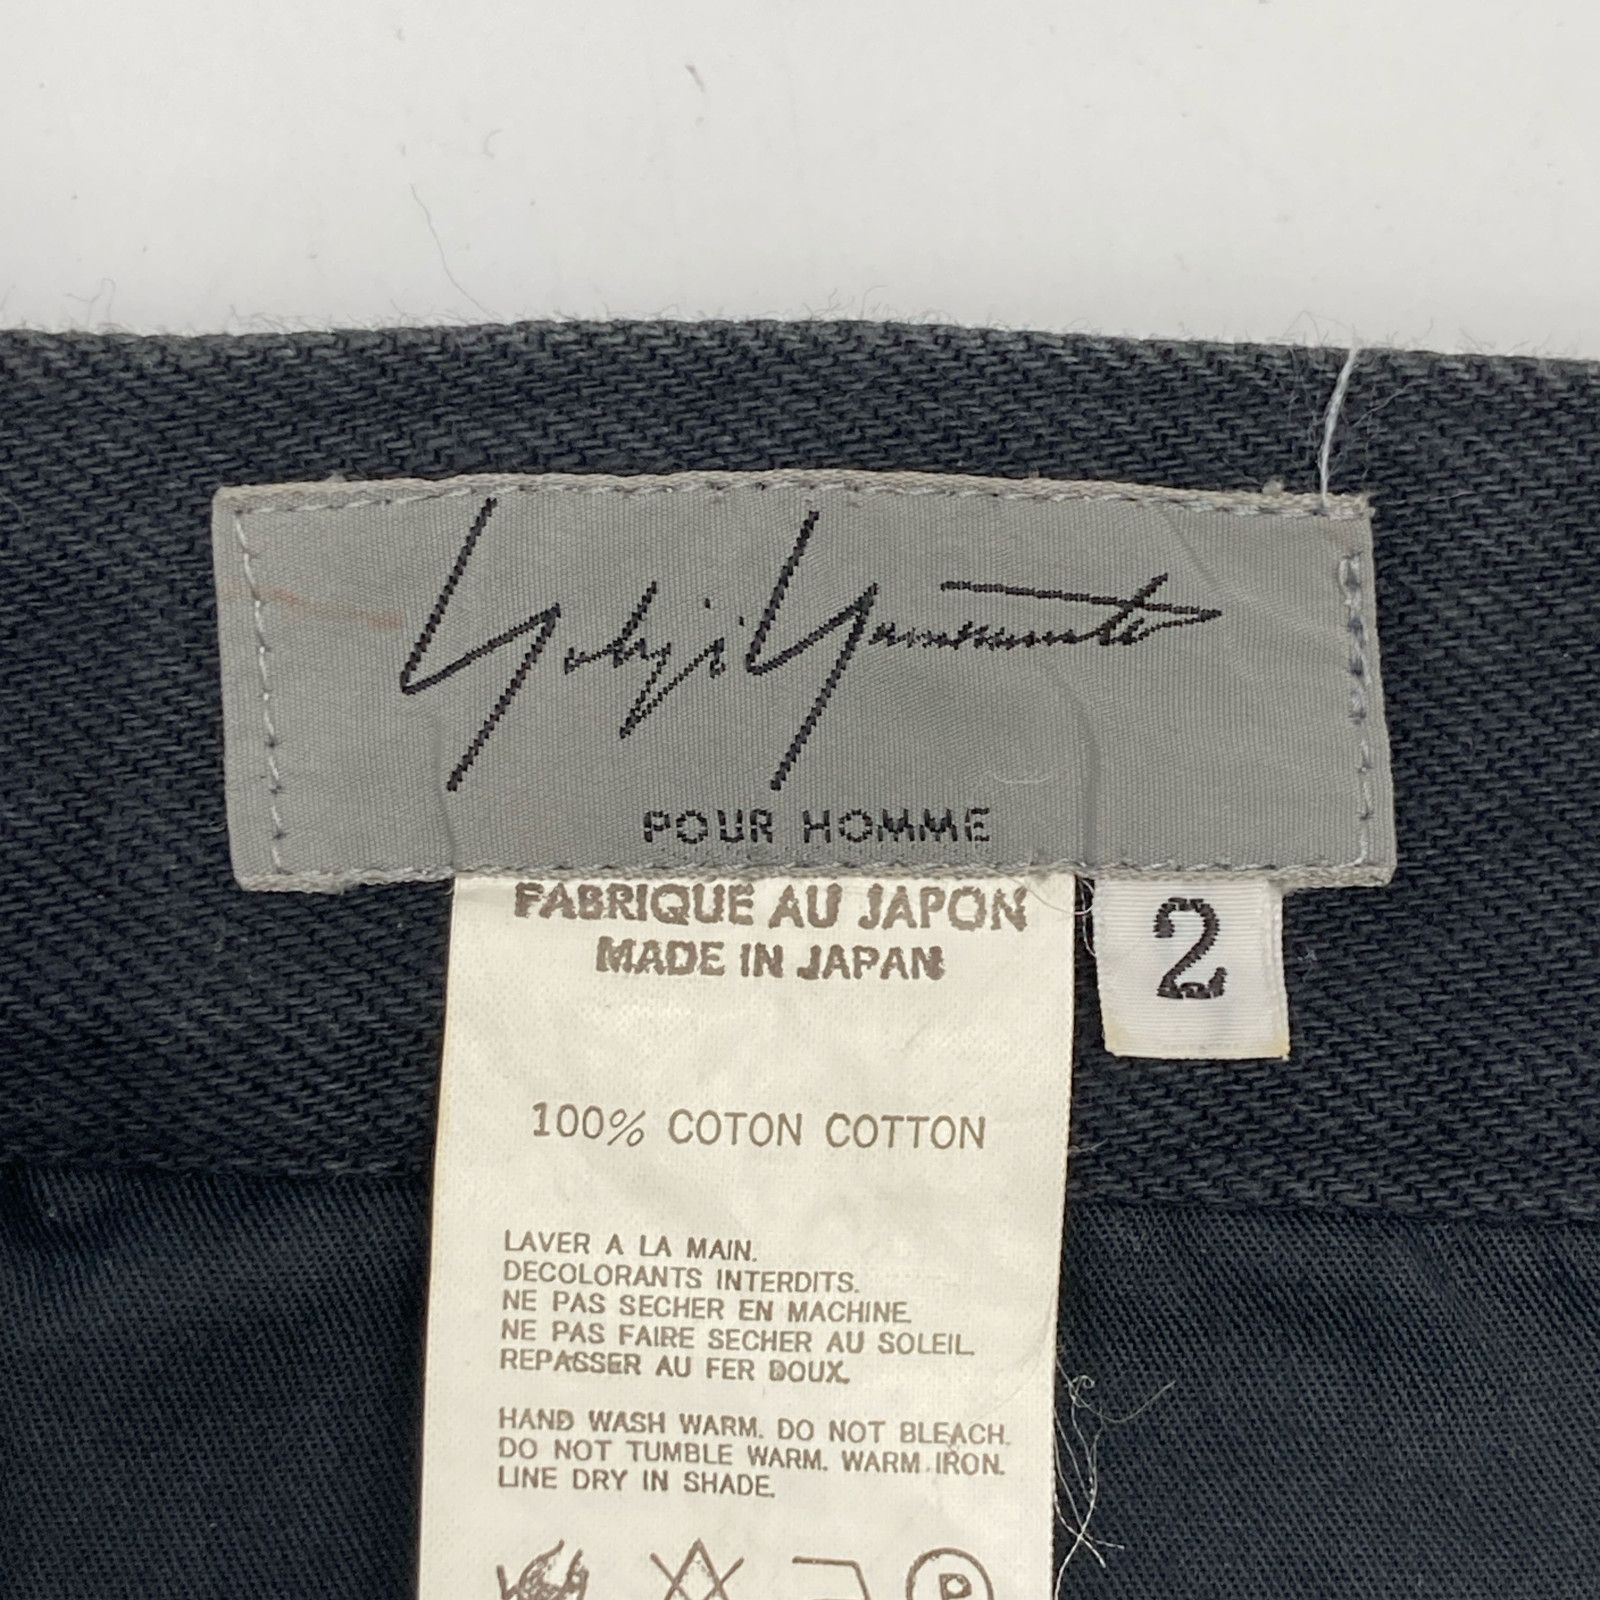 Yohji Yamamoto
POUR HOMME
FABRIQUE AU JAPON
MADE IN JAPAN
2
100% COTON COTTON
LAVER A LA MAIN.
DECOLORANTS INTERDITS.
NE PAS SECHER EN MACHINE.
NE PAS FAIRE SECHER AU SOLEIL.
REPASSER AU FER DOUX.
HAND WASH WARM. DO NOT BLEACH.
DO NOT TUMBLE WARM. WARM IRON.
LINE DRY IN SHADE.
P